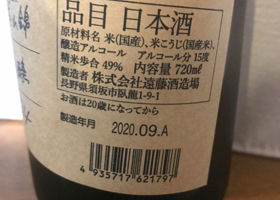 品目 日本酒
原材料名 米(国産)、米こうじ(国産米)、
醸造アルコール アルコール分 15度
精米歩合 49% 内容量 720ml
製造者 株式会社遠藤酒造場
長野県須坂市臥龍1-9-1
お酒は20歳になってから
製造年月 2020.09.A
4 935717 621797